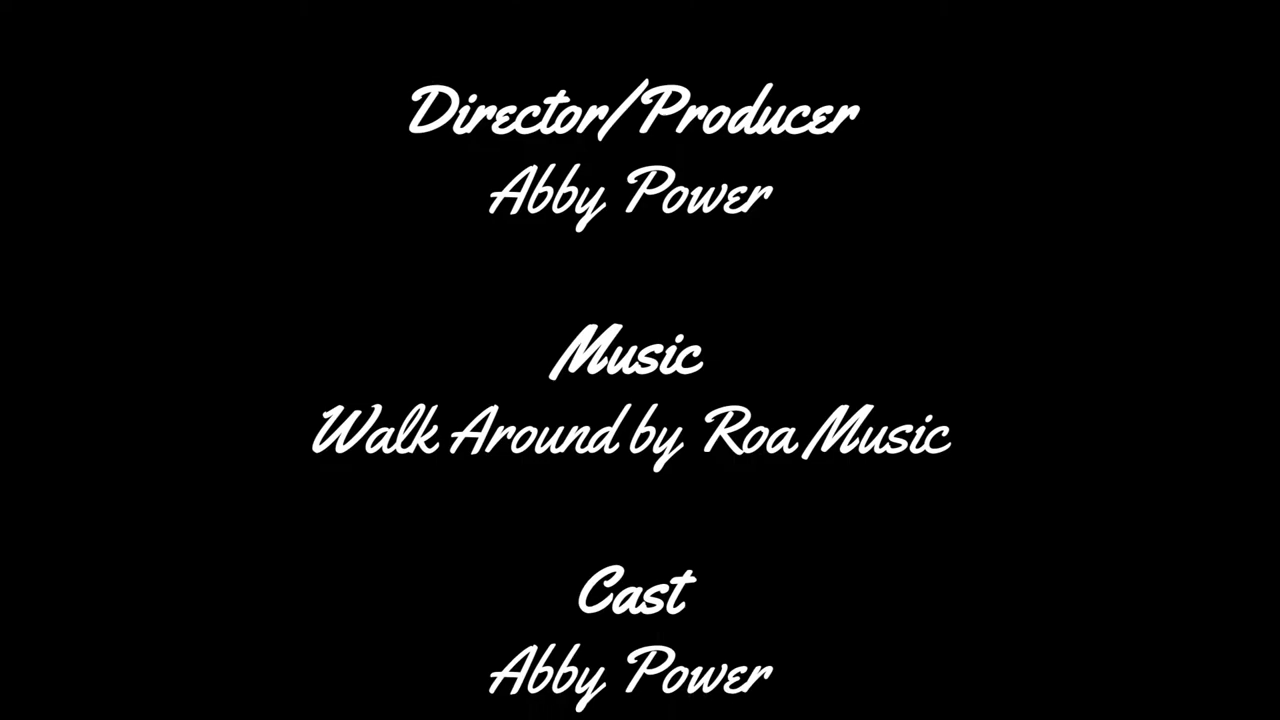 Director/Producer
Abby Power
Music
Walk Around by Roa Music
Cast
Abby Power